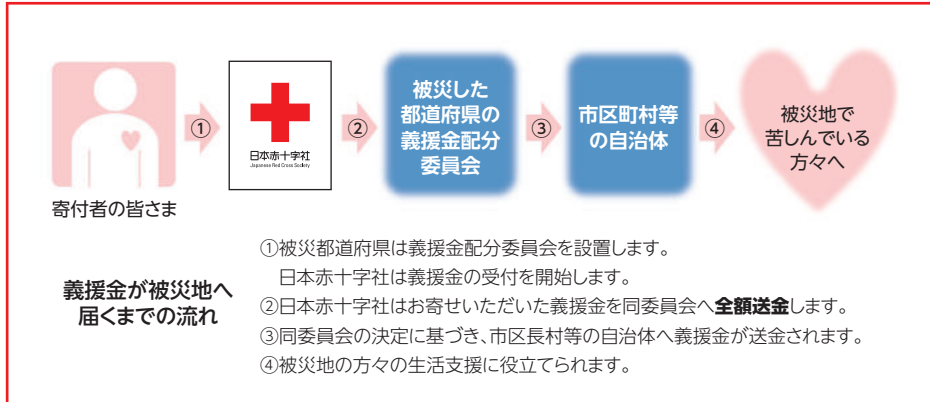 ①
日本赤十字社
Japanese Red Cross Society
②
被災した
都道府県の
義援金配分
委員会
③
市区町村等
の自治体
④
被災地で
苦しんでいる
方々へ
寄付者の皆さま
義援金が被災地へ
届くまでの流れ
①被災都道府県は義援金配分委員会を設置します。
日本赤十字社は義援金の受付を開始します。
②日本赤十字社はお寄せいただいた義援金を同委員会へ全額送金します。
③同委員会の決定に基づき、市区長村等の自治体へ義援金が送金されます。
④被災地の方々の生活支援に役立てられます。